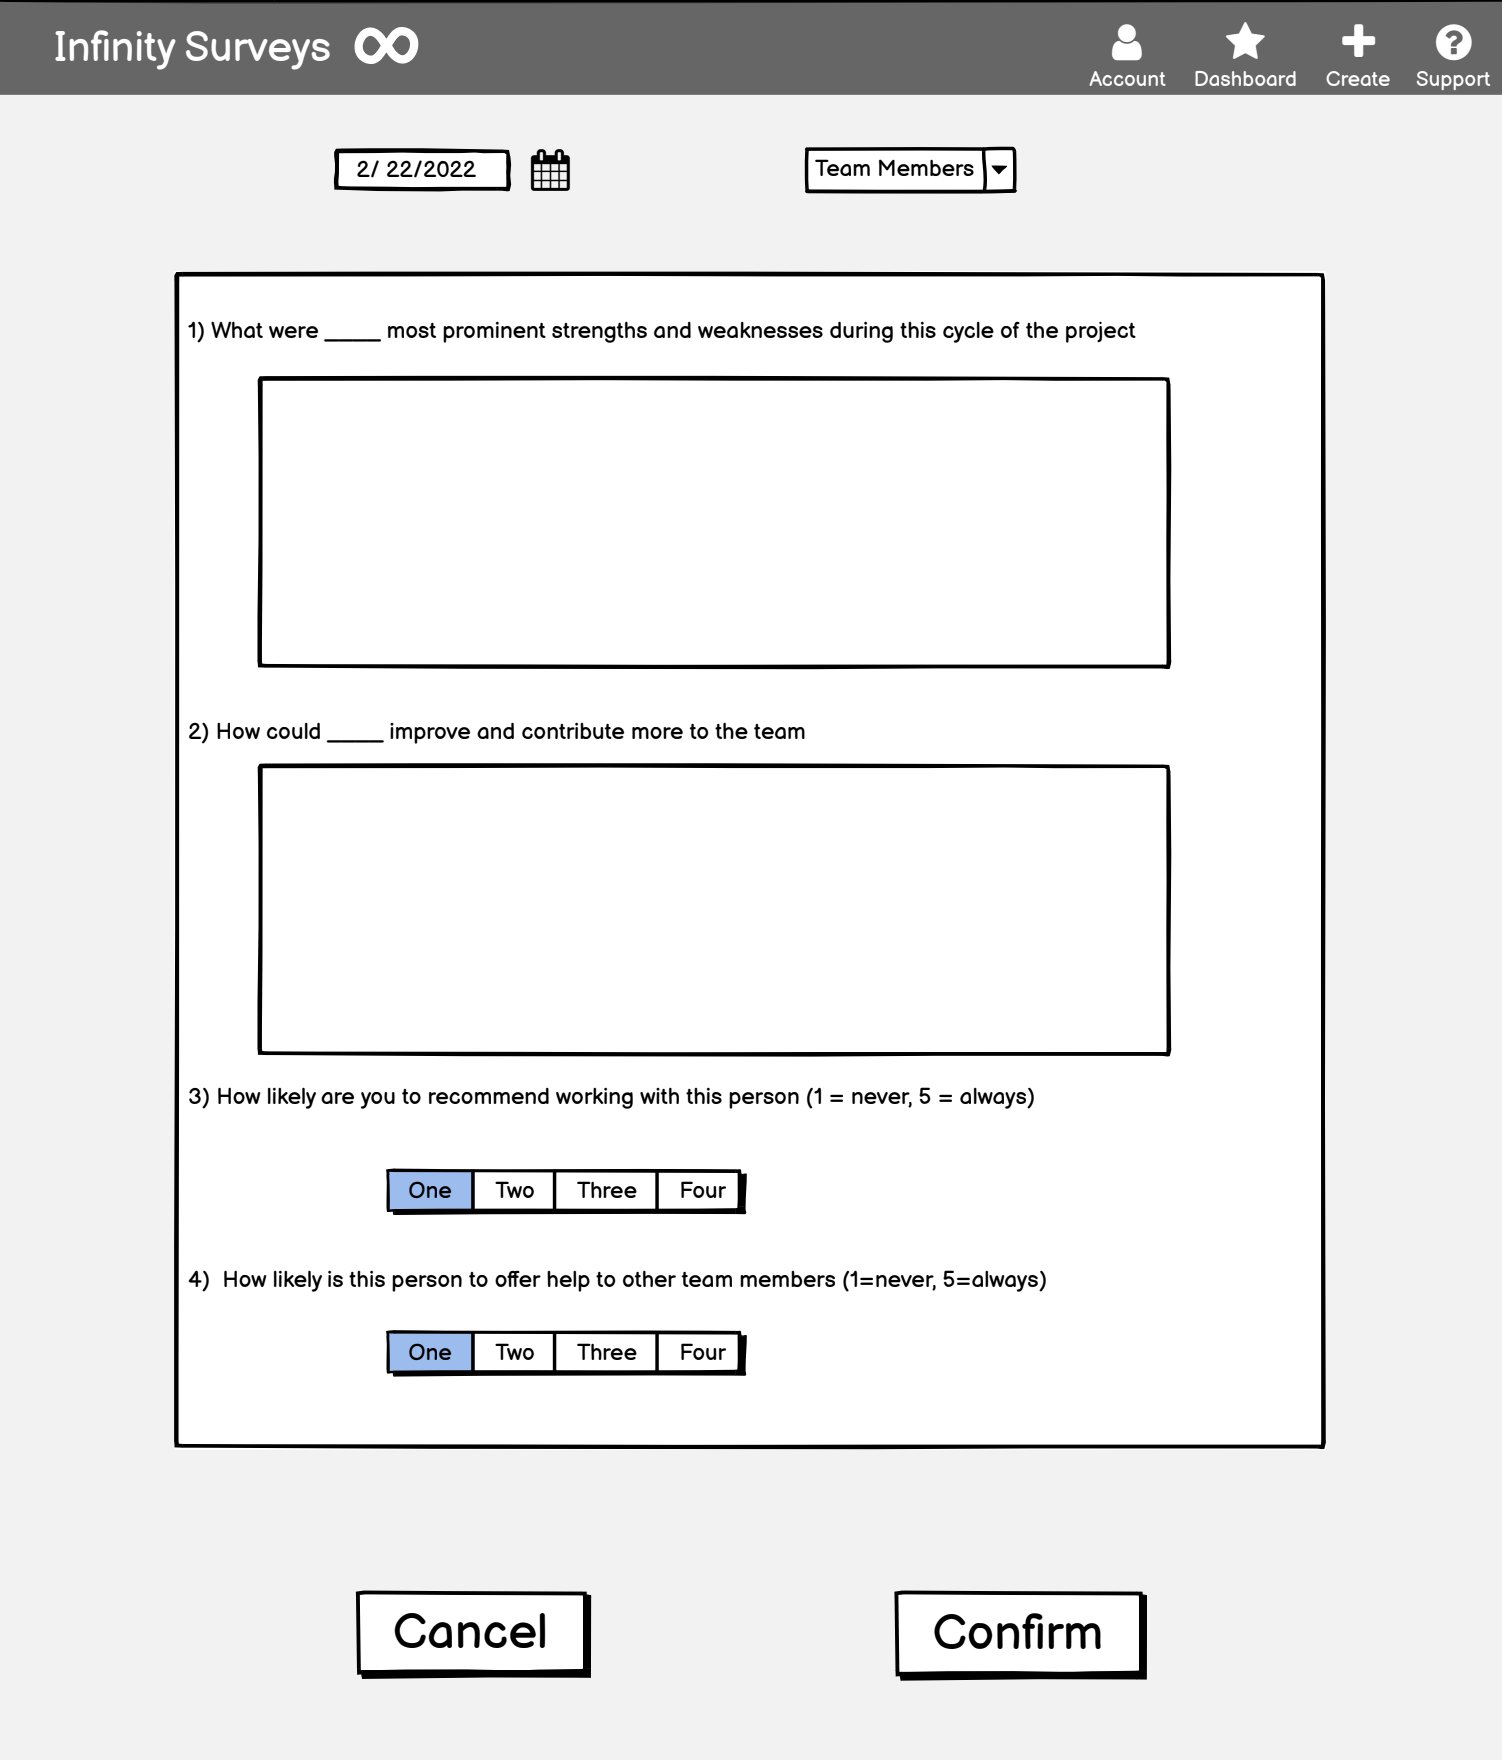 Infinity Surveys
Account Dashboard Create Support
2/ 22/2022
Team Members
1) What were _____ most prominent strengths and weaknesses during this cycle of the project
2) How could _____ improve and contribute more to the team
3) How likely are you to recommend working with this person (1 = never, 5 = always)
One Two Three Four
4)  How likely is this person to offer help to other team members (1=never, 5=always)
One Two Three Four
Cancel Confirm